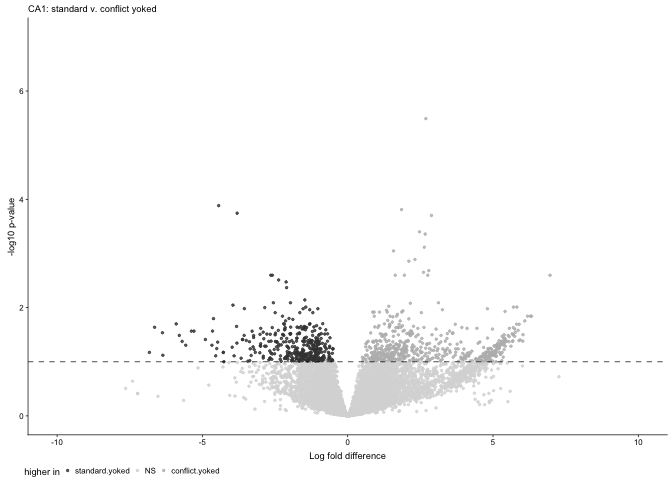 CA1: standard v. conflict yoked
6
4
2
0
-log10 p-value
-10 -5 0 5 10
Log fold difference
higher in standard.yoked NS conflict.yoked